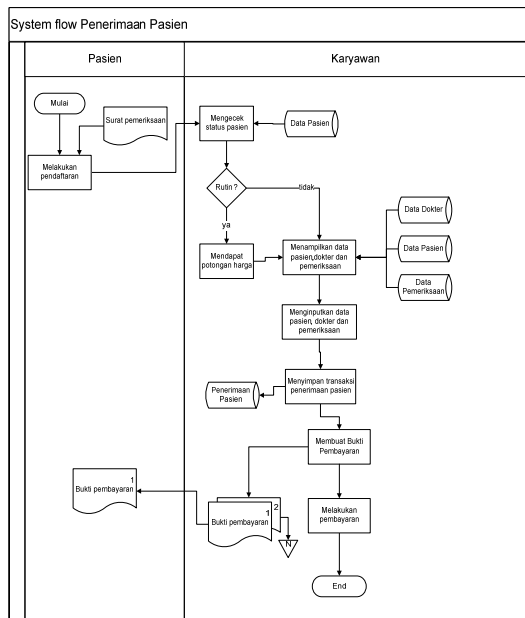 System flow Penerimaan Pasien
Pasien
Karyawan
Mulai
Surat pemeriksaan
Melakukan
pendaftaran
Mengecek
status pasien
Data Pasien
Rutin ?
tidak
ya
Mendapat
potongan harga
Menampilkan data
pasien,dokter dan
pemeriksaan
Data Dokter
Data Pasien
Data
Pemeriksaan
Menginputkan data
pasien, dokter dan
pemeriksaan
Menyimpan transaksi
penerimaan pasien
Penerimaan
Pasien
Membuat Bukti
Pembayaran
1
Bukti pembayaran
2
1
Bukti pembayaran
N
Melakukan
pembayaran
End